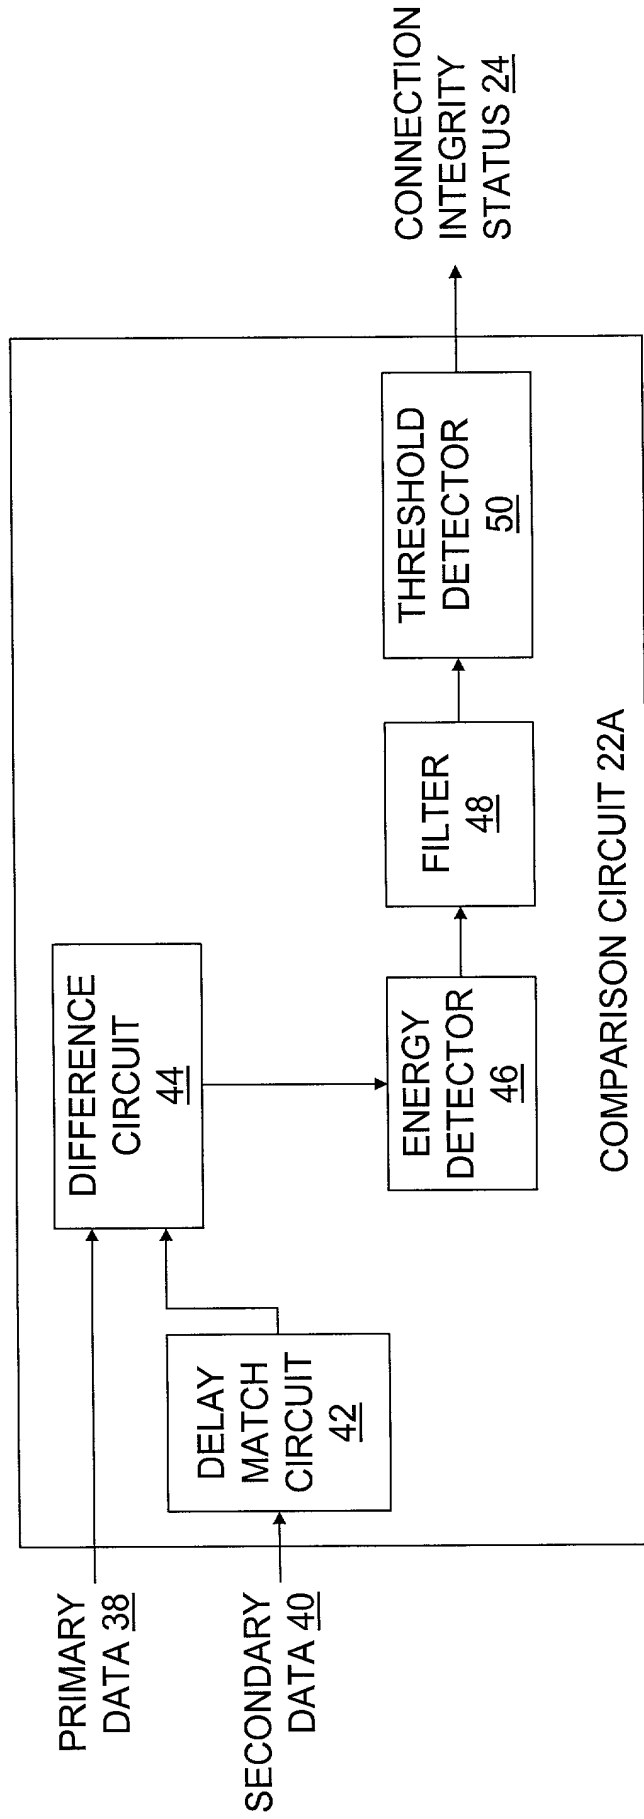 PRIMARY
DATA 38
SECONDARY
DATA 40
DELAY
MATCH
CIRCUIT
42
DIFFERENCE
CIRCUIT
44
ENERGY
DETECTOR
46
FILTER
48
THRESHOLD
DETECTOR
50
CONNECTION
INTEGRITY
STATUS 24
COMPARISON CIRCUIT 22A